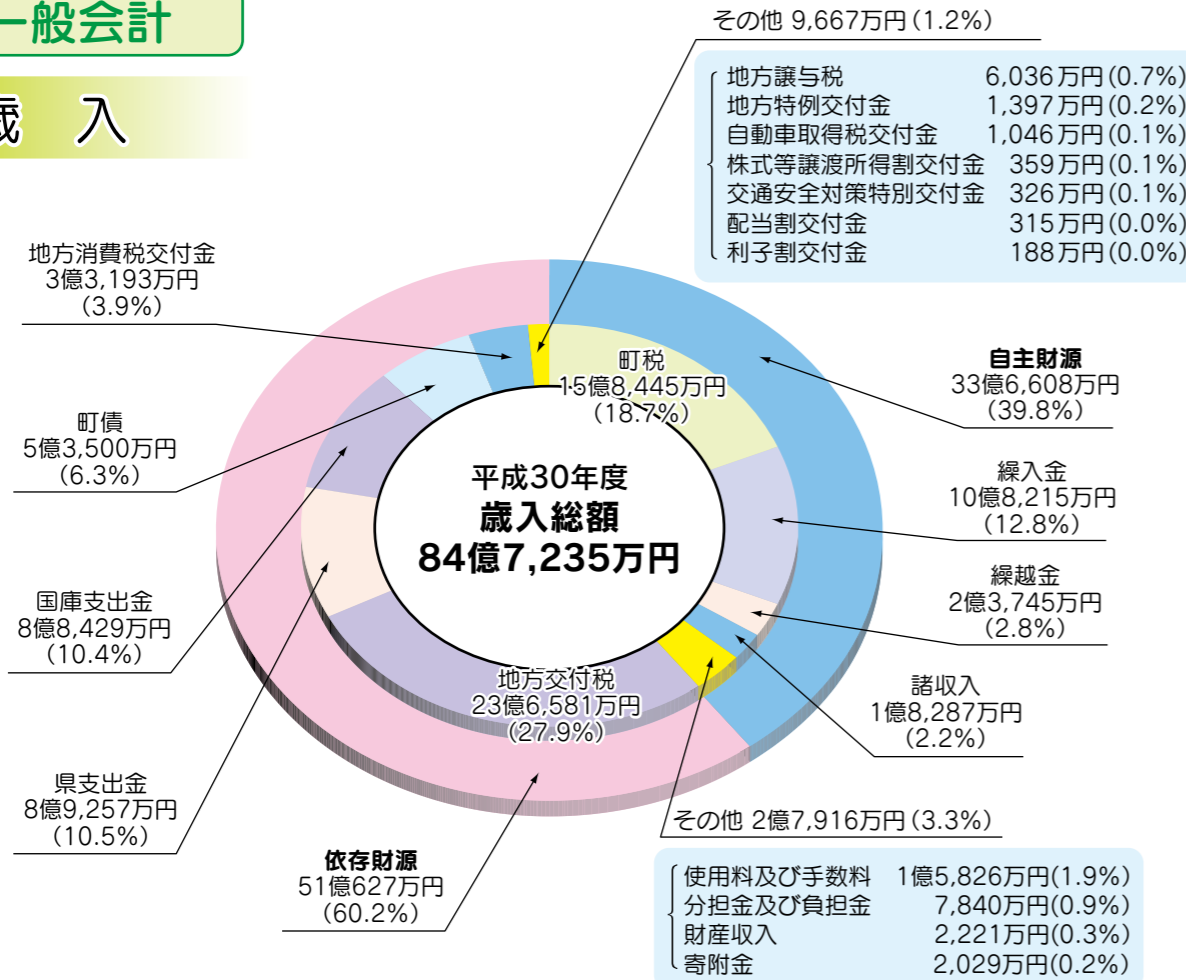 一般会計
歳 入
その他 9,667万円(1.2%)
地方譲与税 6,036万円(0.7%)
地方特例交付金 1,397万円(0.2%)
自動車取得税交付金 1,046万円(0.1%)
株式等譲渡所得割交付金 359万円(0.1%)
交通安全対策特別交付金 326万円(0.1%)
配当割交付金 315万円(0.0%)
利子割交付金 188万円(0.0%)
地方消費税交付金
3億3,193万円
(3.9%)
町債
5億3,500万円
(6.3%)
国庫支出金
8億8,429万円
(10.4%)
県支出金
8億9,257万円
(10.5%)
依存財源
51億627万円
(60.2%)
町税
15億8,445万円
(18.7%)
平成30年度
歳入総額
84億7,235万円
地方交付税
23億6,581万円
(27.9%)
自主財源
33億6,608万円
(39.8%)
繰入金
10億8,215万円
(12.8%)
繰越金
2億3,745万円
(2.8%)
諸収入
1億8,287万円
(2.2%)
その他 2億7,916万円(3.3%)
使用料及び手数料 1億5,826万円(1.9%)
分担金及び負担金 7,840万円(0.9%)
財産収入 2,221万円(0.3%)
寄附金 2,029万円(0.2%)